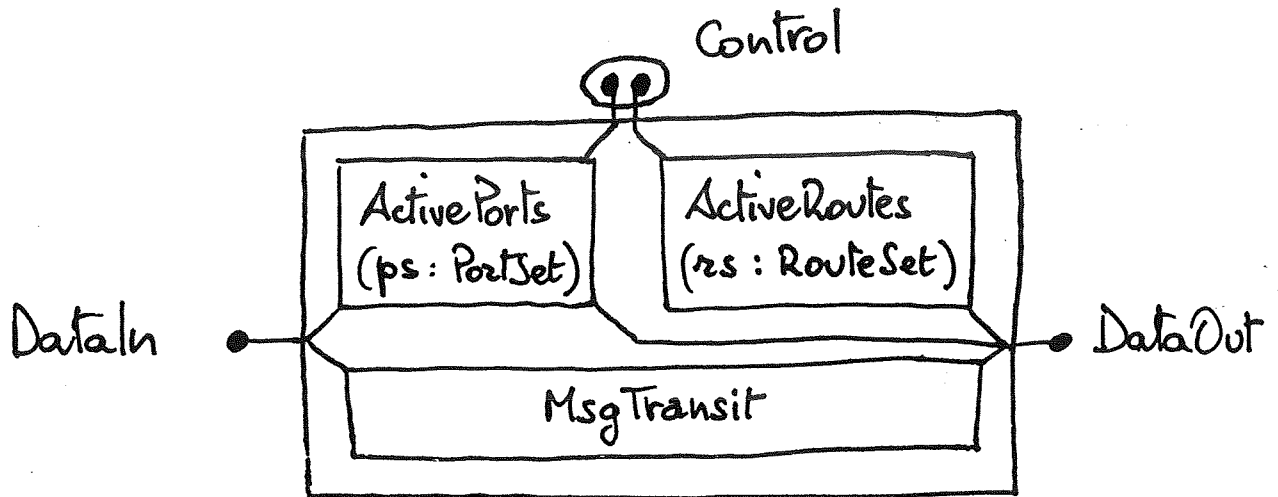 Control
ActivePorts
(ps : PortSet)
ActiveRoutes
(rs : RouteSet)
DataIn
DataOut
MsgTransit